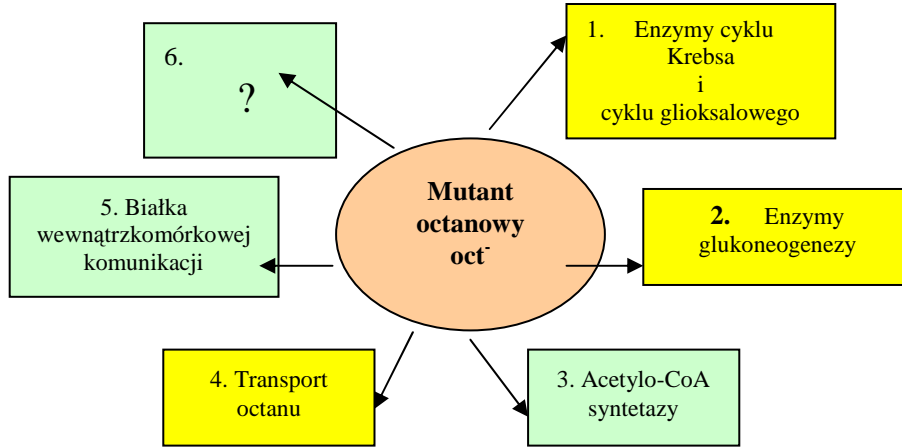 6.
?
1. Enzymy cyklu
Krebsa
i
cyklu glioksalowego
Mutant
octanowy
oct-
5. Białka
wewnątrzkomórkowej
komunikacji
2. Enzymy
glukoneogenezy
4. Transport
octanu
3. Acetylo-CoA
syntetazy